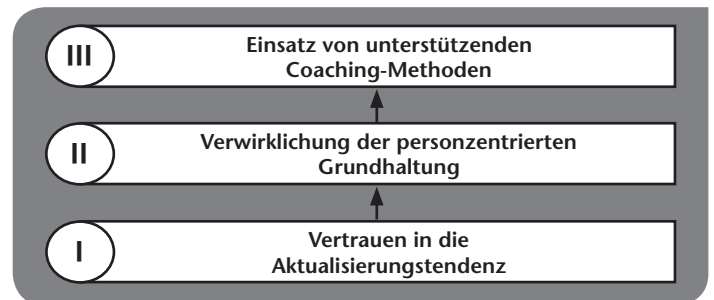 III
Einsatz von unterstützenden
Coaching-Methoden
II
Verwirklichung der personzentrierten
Grundhaltung
I
Vertrauen in die
Aktualisierungstendenz